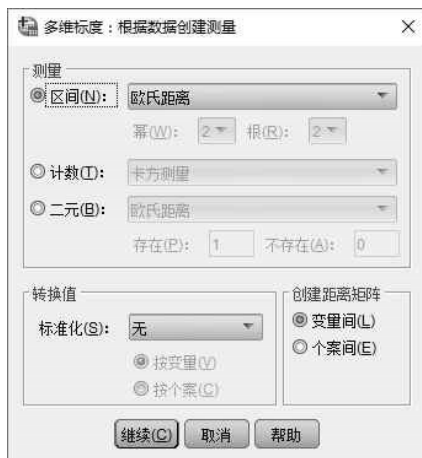 多维标度：根据数据创建测量
测量
区间(N)： 欧氏距离
幂(W)： 2 根(R)： 2
计数(T)： 卡方测量
二元(B)： 欧氏距离
存在(P)： 1 不存在(A)： 0
转换值
标准化(S)： 无
按变量(V)
按个案(C)
创建距离矩阵
变量间(L)
个案间(E)
继续(C) 取消 帮助